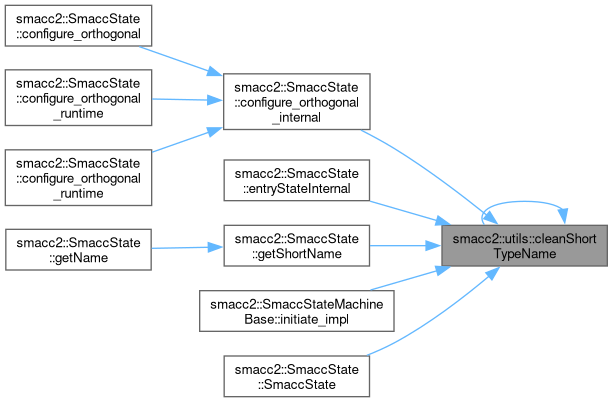 smacc2::SmaccState
::configure_orthogonal
smacc2::SmaccState
::configure_orthogonal
_runtime
smacc2::SmaccState
::configure_orthogonal
_runtime
smacc2::SmaccState
::getName
smacc2::SmaccState
::configure_orthogonal
_internal
smacc2::SmaccState
::entryStateInternal
smacc2::SmaccState
::getShortName
smacc2::SmaccStateMachine
Base::initiate_impl
smacc2::SmaccState
::SmaccState
smacc2::utils::cleanShort
TypeName